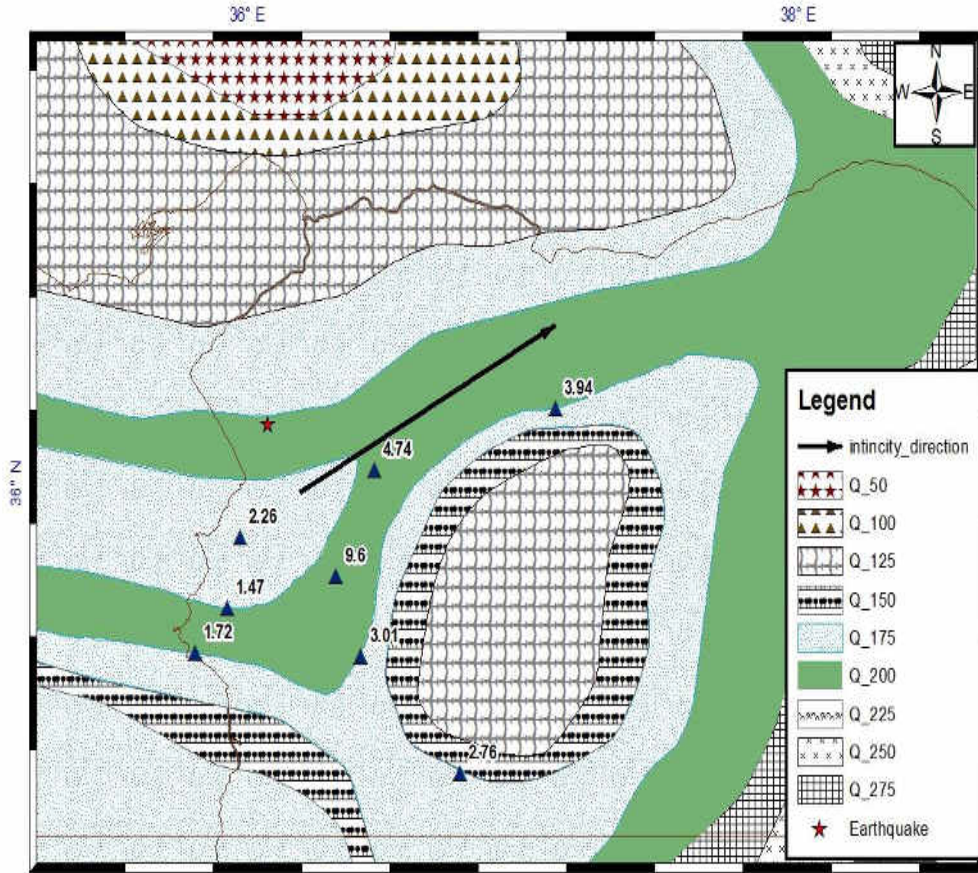 36° E
38° E
N
W E
S
3.94
4.74
36° N
2.26
9.6
1.47
1.72
3.01
2.76
Legend
intincity_direction
Q_50
Q_100
Q_125
Q_150
Q_175
Q_200
Q_225
Q_250
Q_275
Earthquake